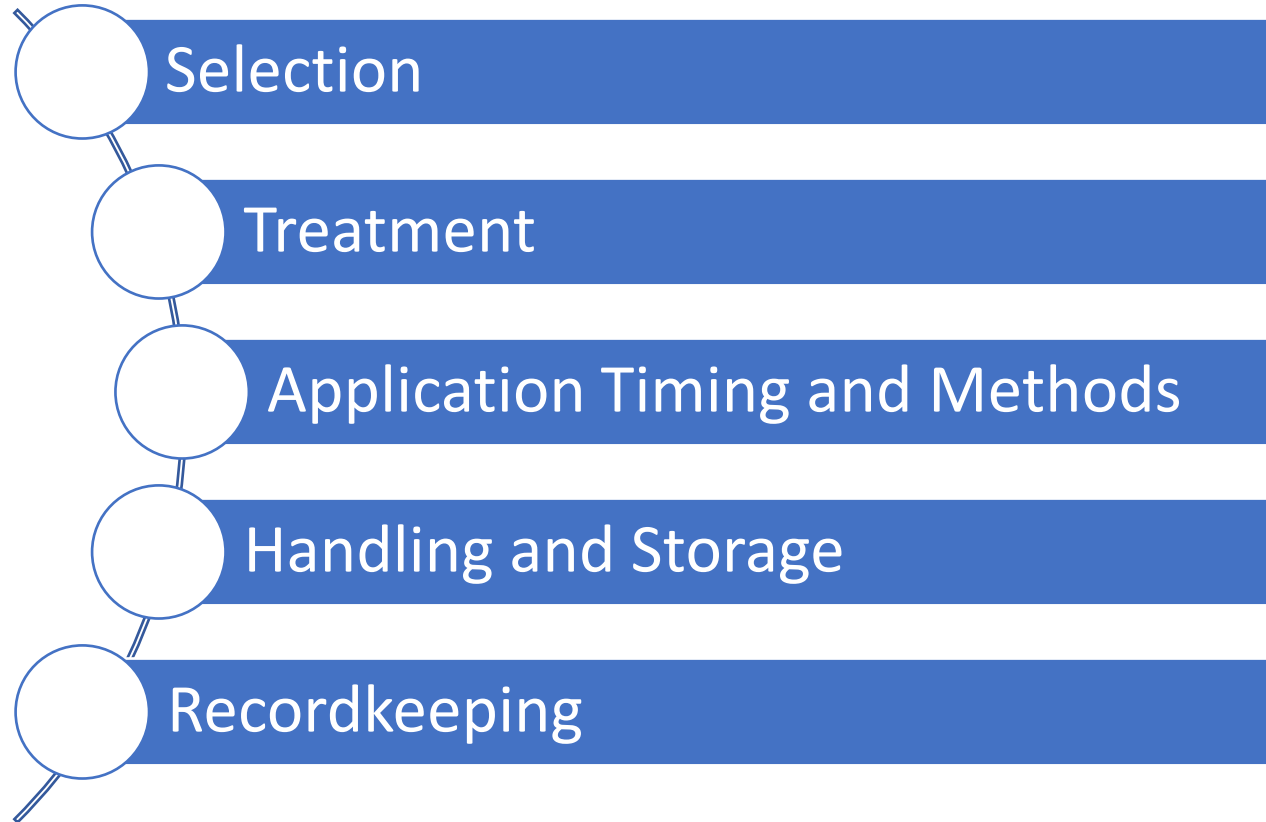 Selection
Treatment
Application Timing and Methods
Handling and Storage
Recordkeeping